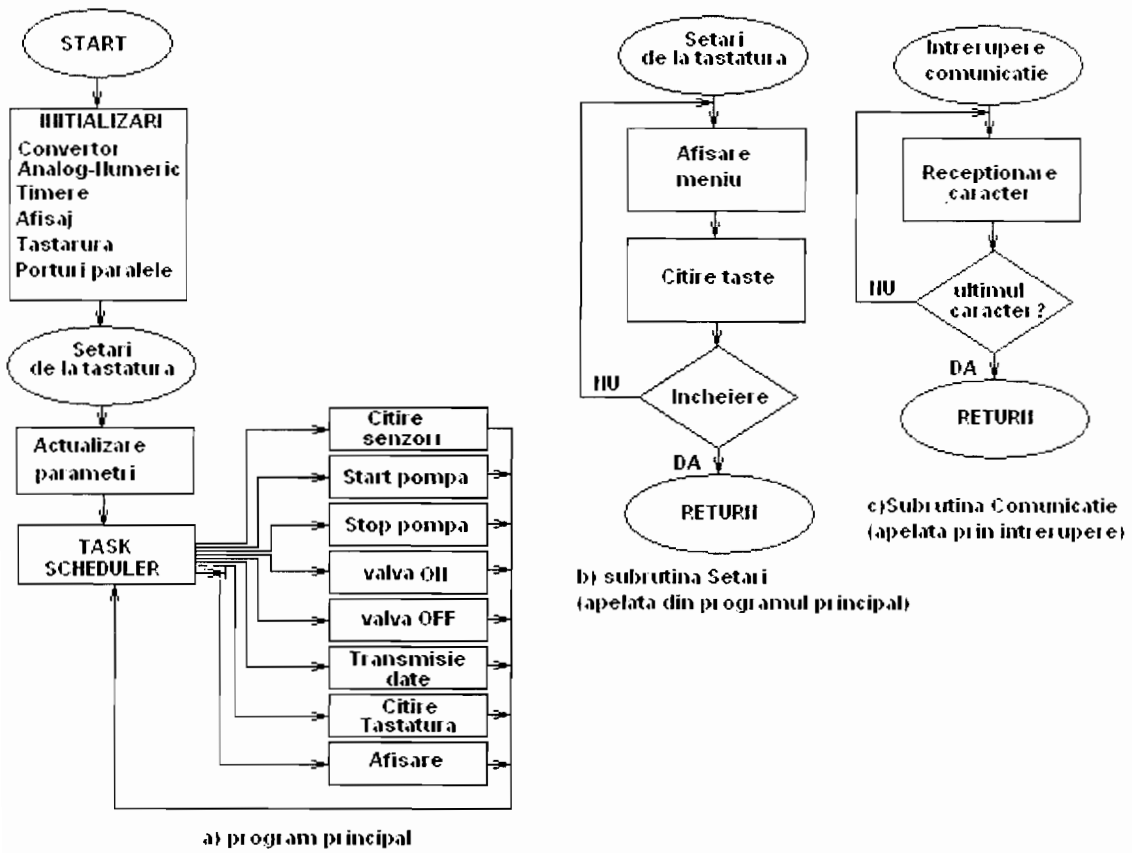 START
INITIALIZARI
Convertor
Analog-Numeric
Timere
Afisaj
Tastarura
Porturi paralele
Setari
de la tastatura
Actualizare
parametri
TASK
SCHEDULER
Citire
senzori
Start pompa
Stop pompa
valva ON
valva OFF
Transmisie
date
Citire
Tastatura
Afisare
a) program principal
Setari
de la tastatura
Afisare
meniu
Citire taste
NU
Incheiere
DA
RETURN
b) subrutina Setari
(apelata din programul principal)
Intrerupere
comunicatie
Receptionare
caracter
NU
ultimul
caracter ?
DA
RETURN
c)Subrutina Comunicatie
(apelata prin intrerupere)